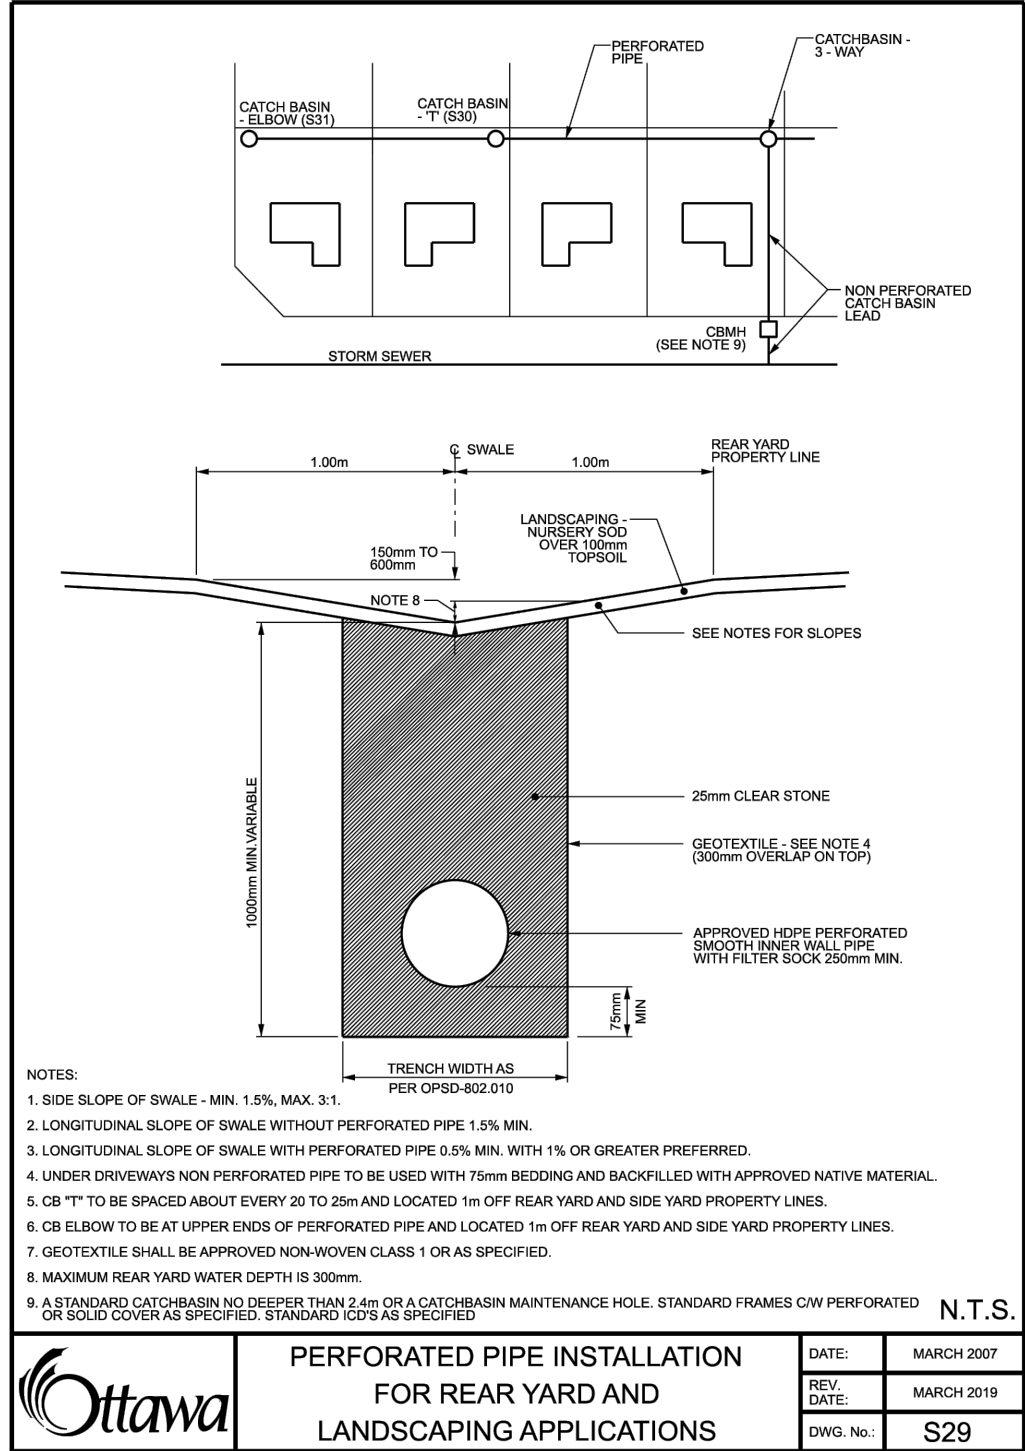 PERFORATED
PIPE
CATCHBASIN -
3 - WAY
CATCH BASIN
- ELBOW (S31)
CATCH BASIN
- 'T' (S30)
NON PERFORATED
CATCH BASIN
LEAD
CBMH
(SEE NOTE 9)
STORM SEWER
℄ SWALE
REAR YARD
PROPERTY LINE
1.00m
1.00m
LANDSCAPING -
NURSERY SOD
OVER 100mm
TOPSOIL
150mm TO
600mm
NOTE 8
SEE NOTES FOR SLOPES
1000mm MIN.VARIABLE
25mm CLEAR STONE
GEOTEXTILE - SEE NOTE 4
(300mm OVERLAP ON TOP)
APPROVED HDPE PERFORATED
SMOOTH INNER WALL PIPE
WITH FILTER SOCK 250mm MIN.
75mm
MIN
TRENCH WIDTH AS
PER OPSD-802.010
NOTES:
1. SIDE SLOPE OF SWALE - MIN. 1.5%, MAX. 3:1.
2. LONGITUDINAL SLOPE OF SWALE WITHOUT PERFORATED PIPE 1.5% MIN.
3. LONGITUDINAL SLOPE OF SWALE WITH PERFORATED PIPE 0.5% MIN. WITH 1% OR GREATER PREFERRED.
4. UNDER DRIVEWAYS NON PERFORATED PIPE TO BE USED WITH 75mm BEDDING AND BACKFILLED WITH APPROVED NATIVE MATERIAL.
5. CB "T" TO BE SPACED ABOUT EVERY 20 TO 25m AND LOCATED 1m OFF REAR YARD AND SIDE YARD PROPERTY LINES.
6. CB ELBOW TO BE AT UPPER ENDS OF PERFORATED PIPE AND LOCATED 1m OFF REAR YARD AND SIDE YARD PROPERTY LINES.
7. GEOTEXTILE SHALL BE APPROVED NON-WOVEN CLASS 1 OR AS SPECIFIED.
8. MAXIMUM REAR YARD WATER DEPTH IS 300mm.
9. A STANDARD CATCHBASIN NO DEEPER THAN 2.4m OR A CATCHBASIN MAINTENANCE HOLE. STANDARD FRAMES C/W PERFORATED
OR SOLID COVER AS SPECIFIED. STANDARD ICD'S AS SPECIFIED
N.T.S.
Ottawa
PERFORATED PIPE INSTALLATION
FOR REAR YARD AND
LANDSCAPING APPLICATIONS
DATE:
MARCH 2007
REV.
DATE:
MARCH 2019
DWG. No.:
S29